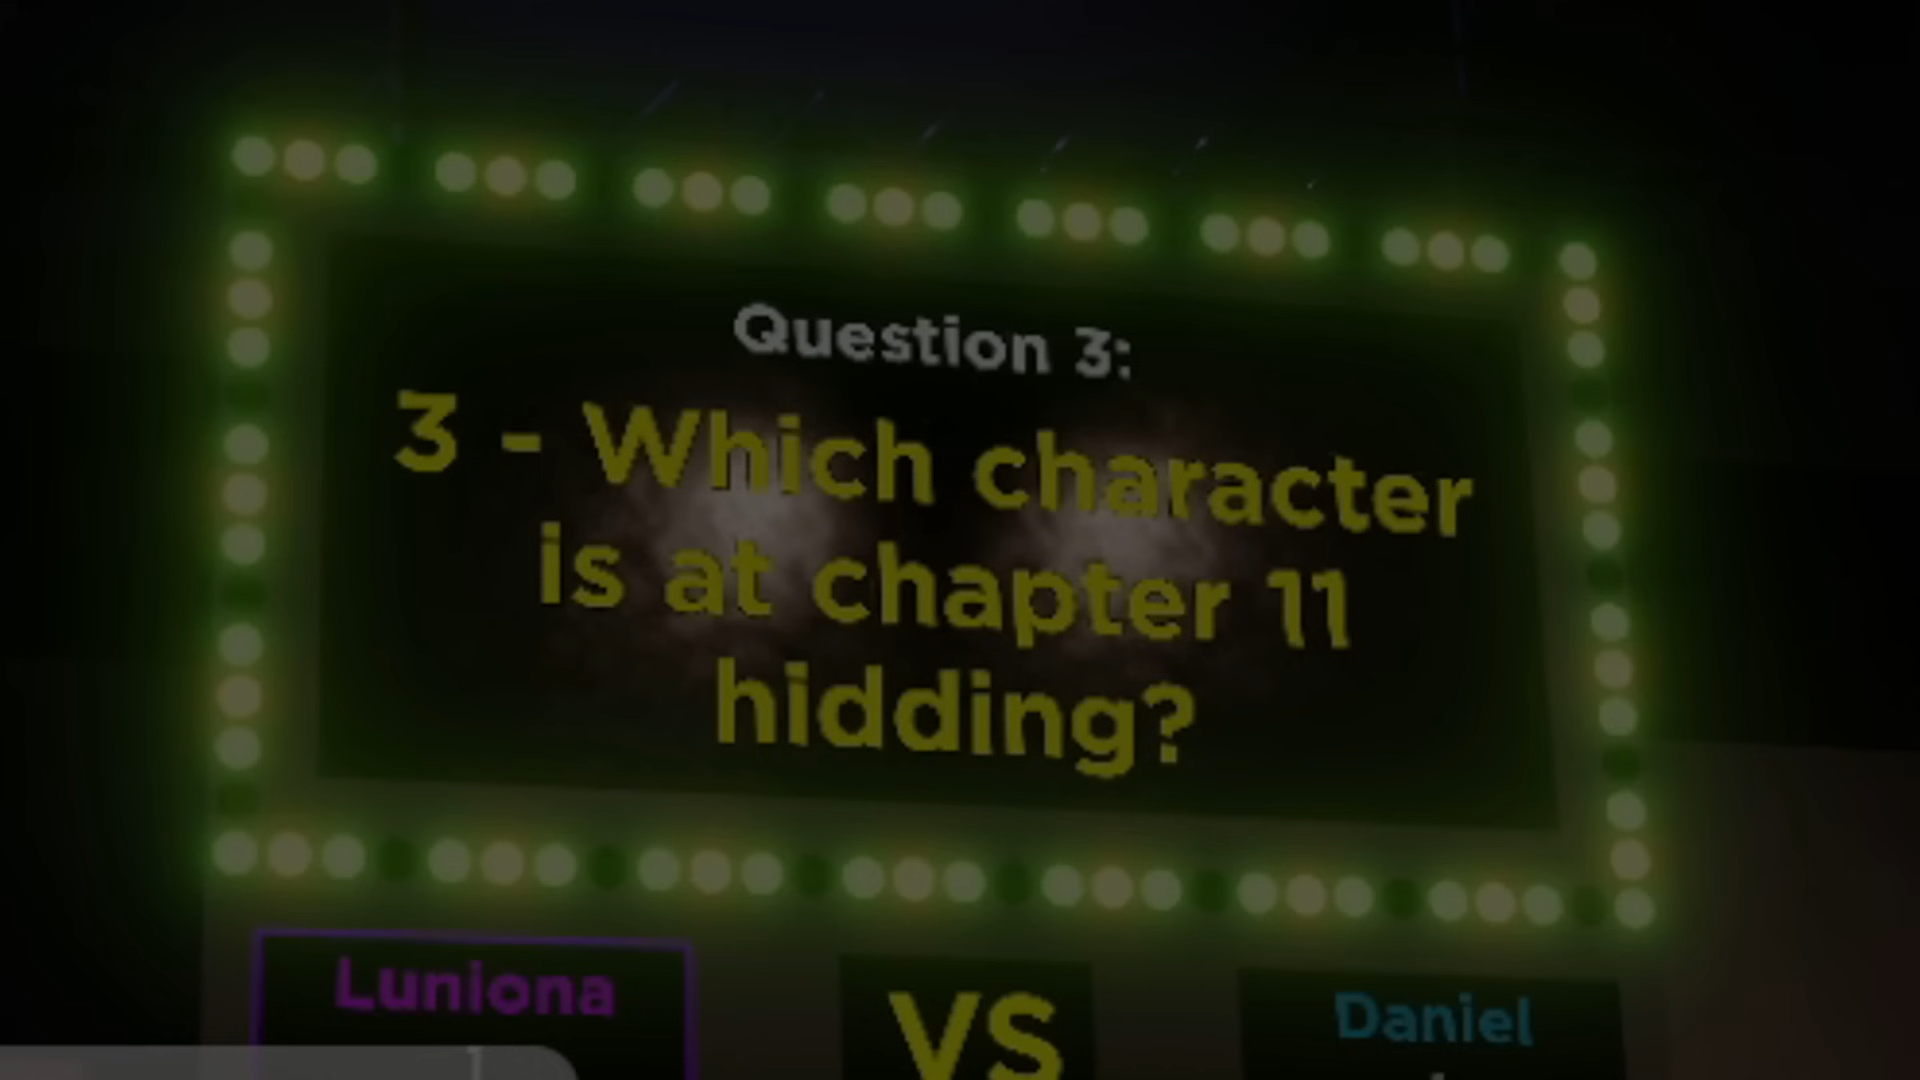 Question 3:
3 - Which character
is at chapter 11
hidding?
Luniona
VS
Daniel